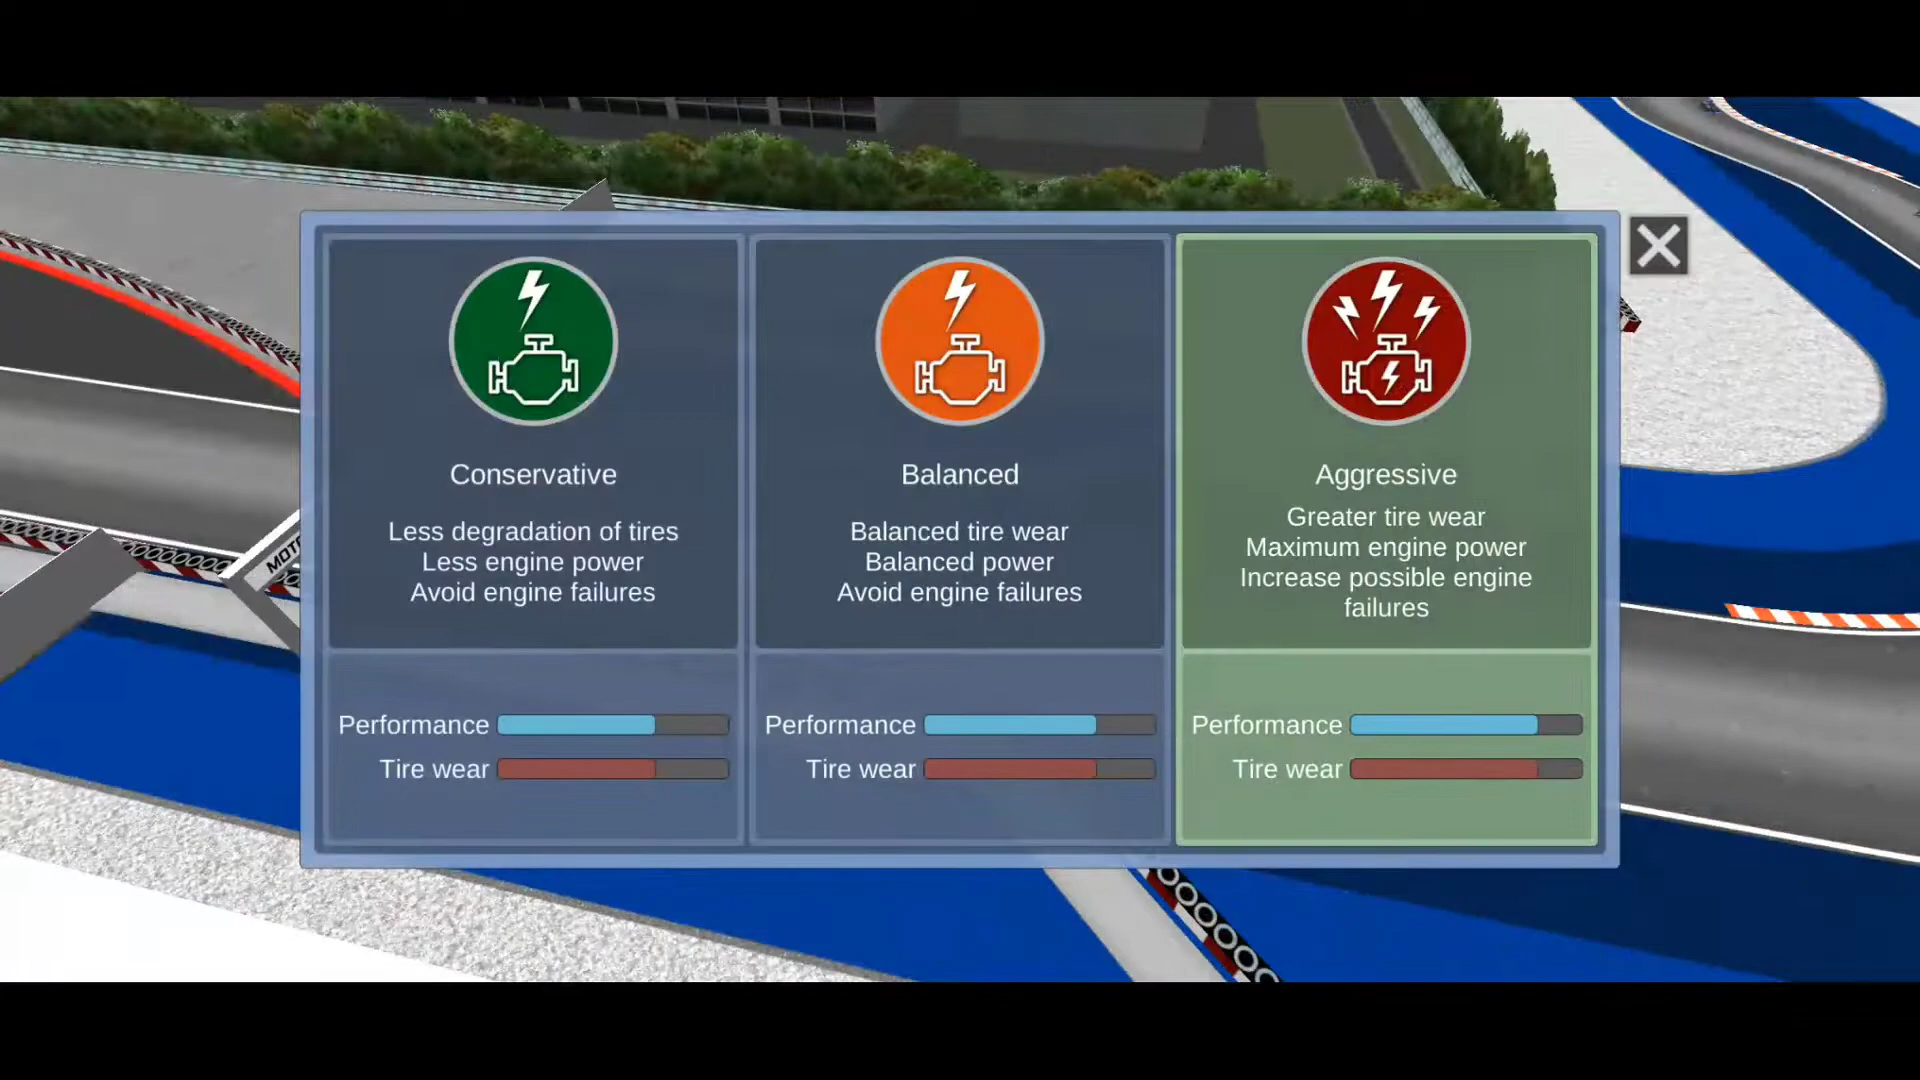 Conservative
Less degradation of tires
Less engine power
Avoid engine failures
Performance
Tire wear
Balanced
Balanced tire wear
Balanced power
Avoid engine failures
Performance
Tire wear
Aggressive
Greater tire wear
Maximum engine power
Increase possible engine
failures
Performance
Tire wear